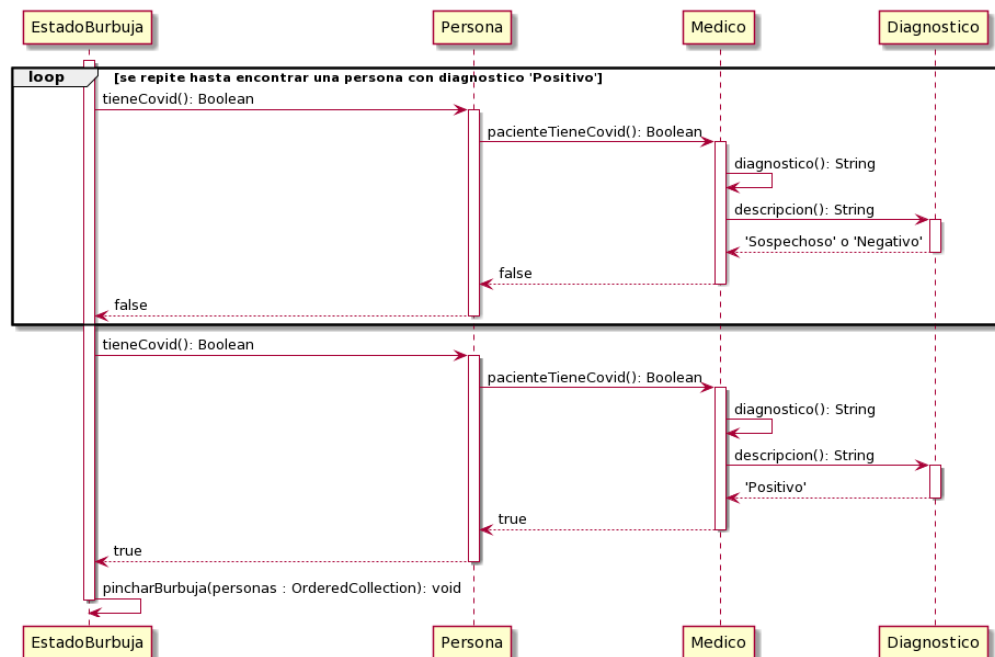 EstadoBurbuja Persona Medico Diagnostico
loop [se repite hasta encontrar una persona con diagnostico 'Positivo']
tieneCovid(): Boolean
pacienteTieneCovid(): Boolean
diagnostico(): String
descripcion(): String
'Sospechoso' o 'Negativo'
false
false
tieneCovid(): Boolean
pacienteTieneCovid(): Boolean
diagnostico(): String
descripcion(): String
'Positivo'
true
true
pincharBurbuja(personas : OrderedCollection): void
EstadoBurbuja Persona Medico Diagnostico